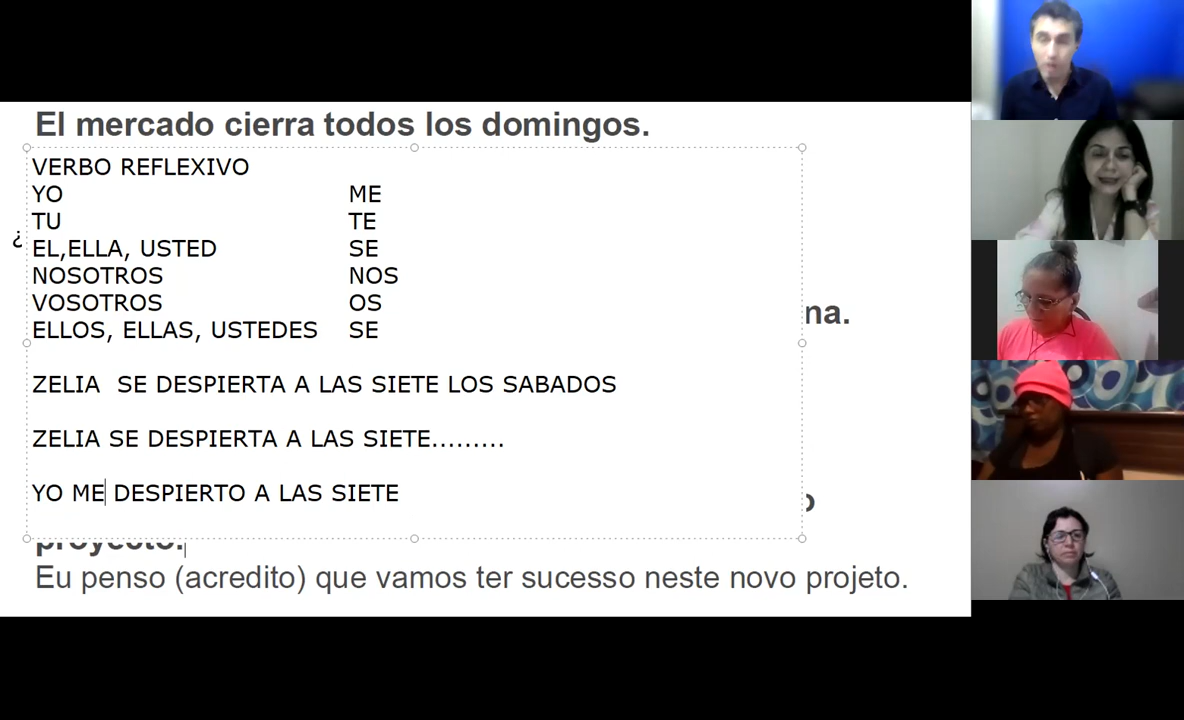 El mercado cierra todos los domingos.
VERBO REFLEXIVO
YO ME
TU TE
¿
EL,ELLA, USTED SE
NOSOTROS NOS
VOSOTROS OS
na.
ELLOS, ELLAS, USTEDES SE
ZELIA SE DESPIERTA A LAS SIETE LOS SABADOS
ZELIA SE DESPIERTA A LAS SIETE.........
YO ME DESPIERTO A LAS SIETE
o
proyecto.
Eu penso (acredito) que vamos ter sucesso neste novo projeto.